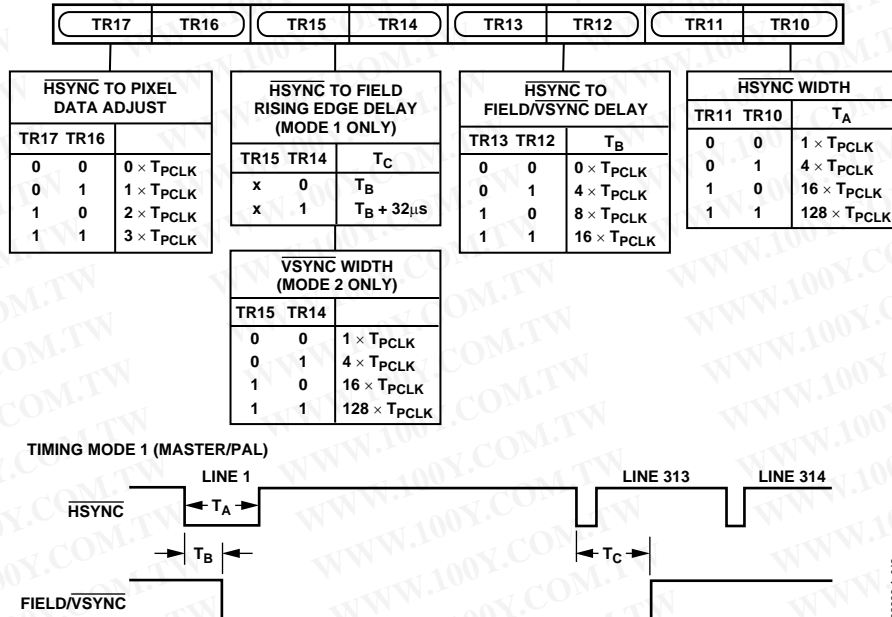 TR17 TR16 TR15 TR14 TR13 TR12 TR11 TR10
HSYNC TO PIXEL
DATA ADJUST
TR17 TR16
0 0 0 × TPCLK
0 1 1 × TPCLK
1 0 2 × TPCLK
1 1 3 × TPCLK
HSYNC TO FIELD
RISING EDGE DELAY
(MODE 1 ONLY)
TR15 TR14 TC
x 0 TB
x 1 TB + 32μs
VSYNC WIDTH
(MODE 2 ONLY)
TR15 TR14
0 0 1 × TPCLK
0 1 4 × TPCLK
1 0 16 × TPCLK
1 1 128 × TPCLK
HSYNC TO
FIELD/VSYNC DELAY
TR13 TR12 TB
0 0 0 × TPCLK
0 1 4 × TPCLK
1 0 8 × TPCLK
1 1 16 × TPCLK
HSYNC WIDTH
TR11 TR10 TA
0 0 1 × TPCLK
0 1 4 × TPCLK
1 0 16 × TPCLK
1 1 128 × TPCLK
TIMING MODE 1 (MASTER/PAL)
LINE 1 LINE 313 LINE 314
HSYNC TA
TB TC
FIELD/VSYNC
WWW.100Y.COM.TW